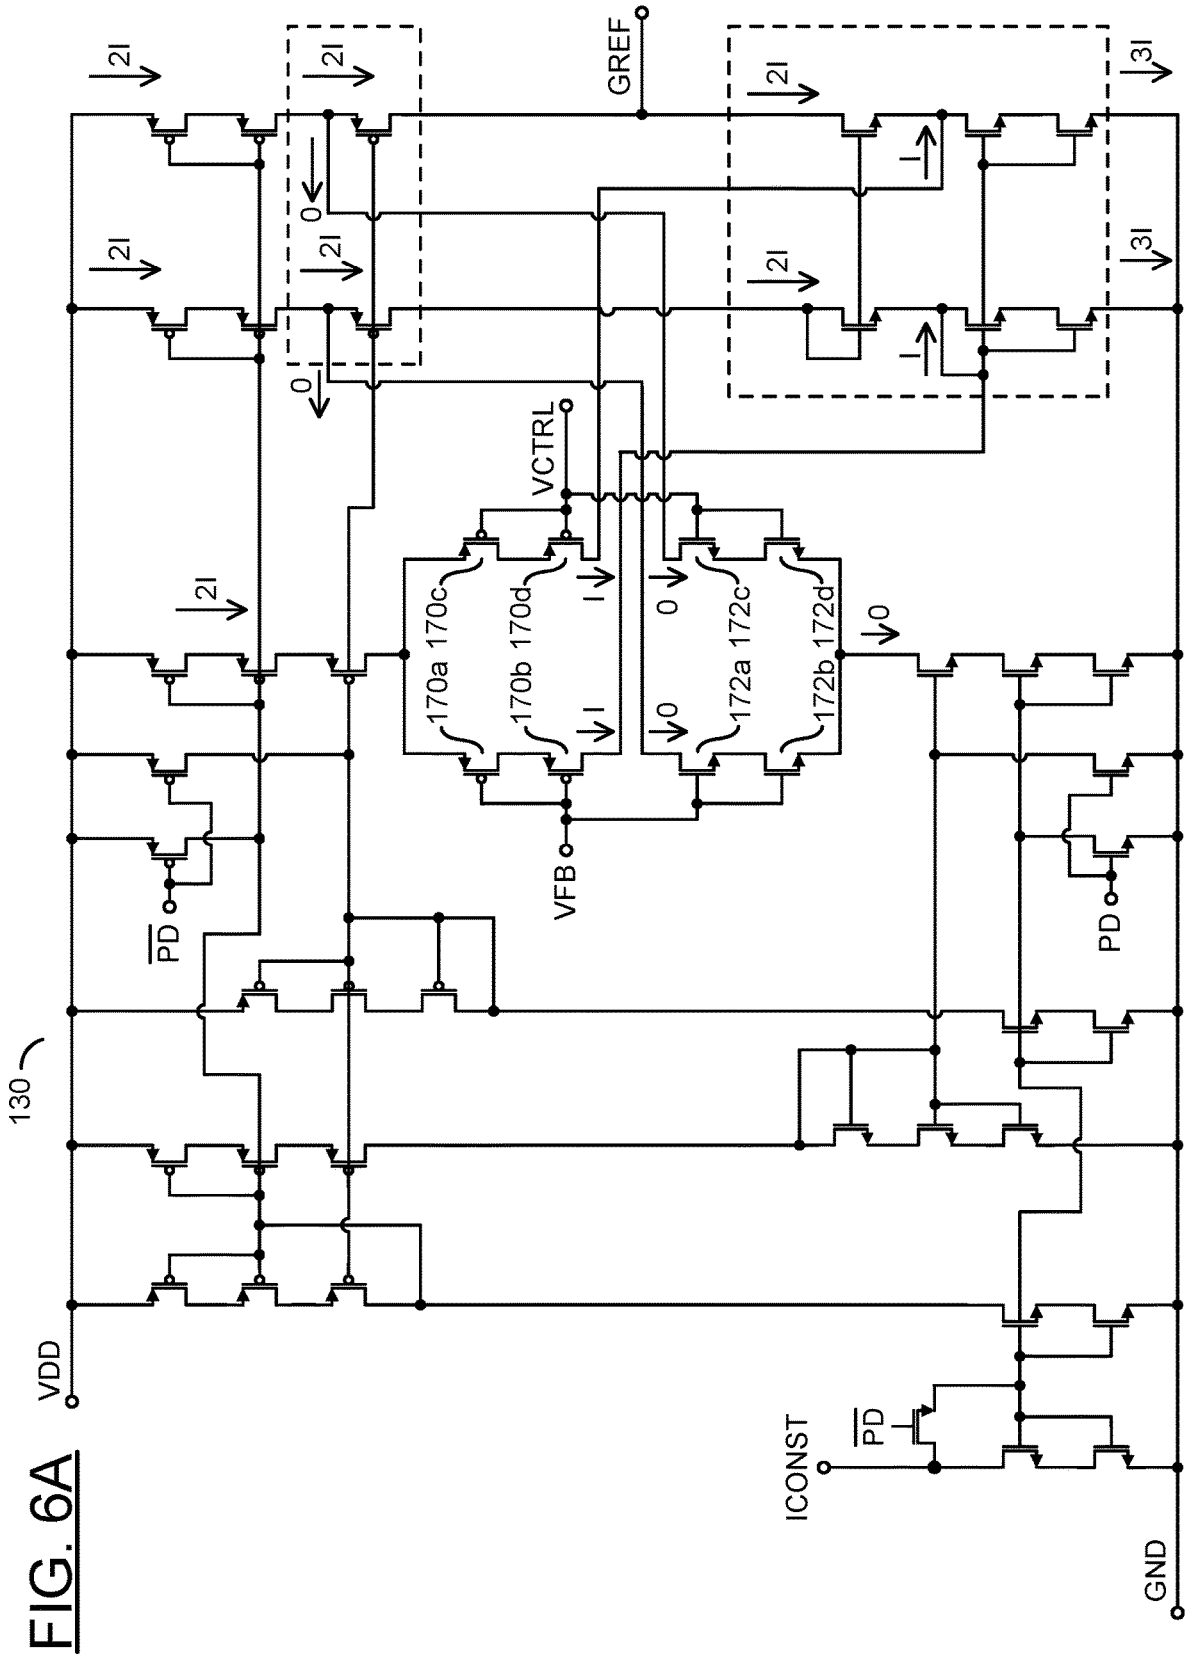 FIG. 6A
130
VDD
2I
2I
2I
2I
2I
0
0
GREF
PD
VFB
VCTRL
170a 170c
170b 170d
I
I
0
0
172a 172c
172b 172d
0
2I
2I
I
I
3I
3I
PD
ICONST
PD
GND